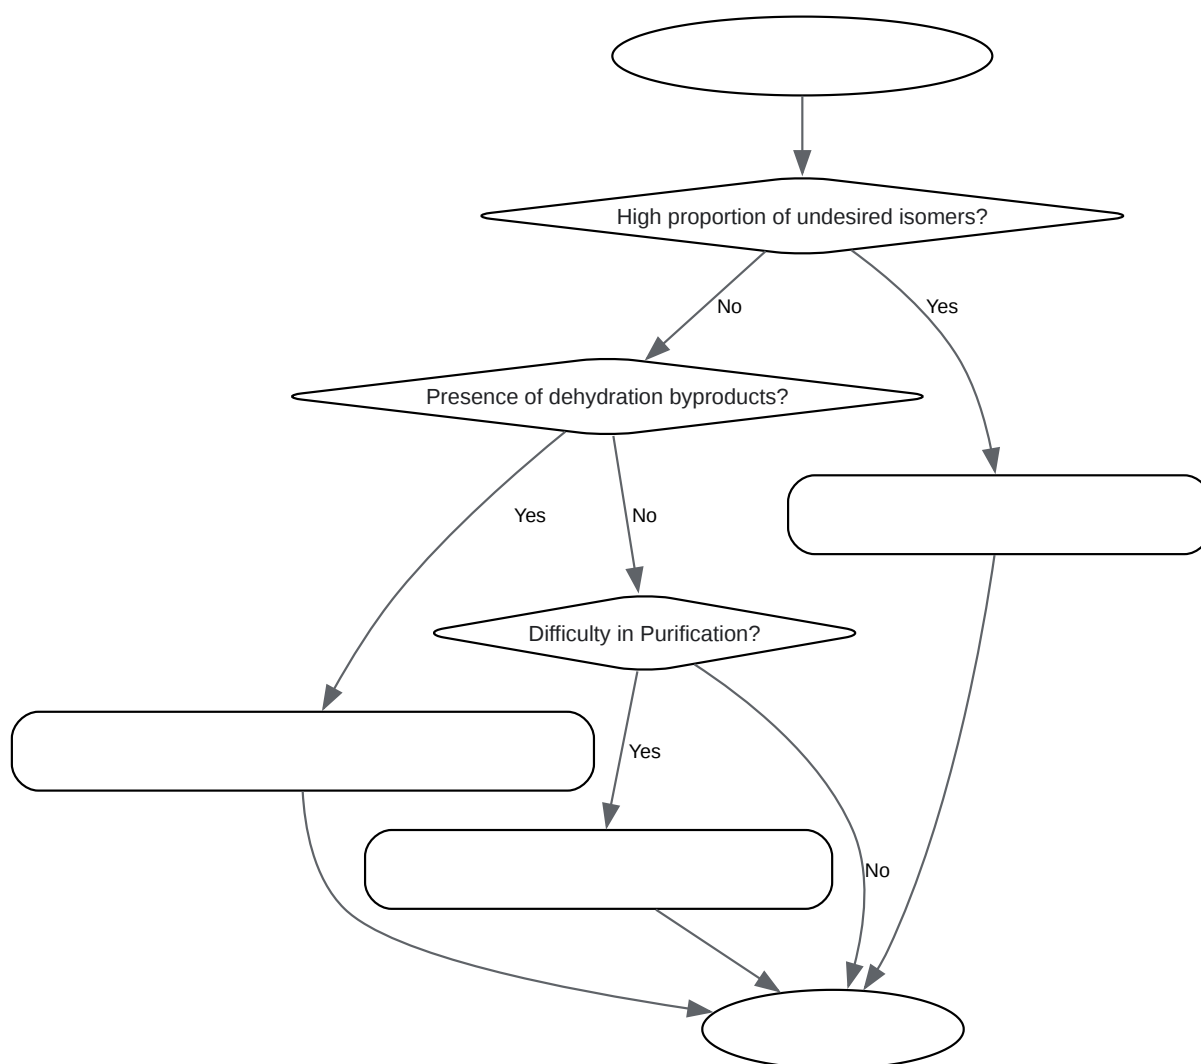 High proportion of undesired isomers?
No
Yes
Presence of dehydration byproducts?
Yes
No
Difficulty in Purification?
Yes
No